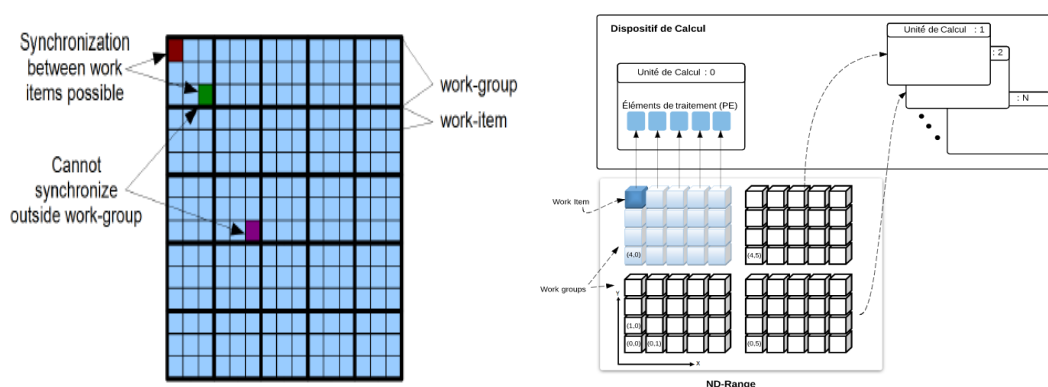 Synchronization
between work
items possible
Cannot
synchronize
outside work-group
work-group
work-item
Dispositif de Calcul
Unité de Calcul : 0
Éléments de traitement (PE)
Unité de Calcul : 1
: 2
: N
Work Item
Work groups
(4,0)
(4,5)
Y
(1,0)
(0,0) (0,1)
(0,5)
X
ND-Range